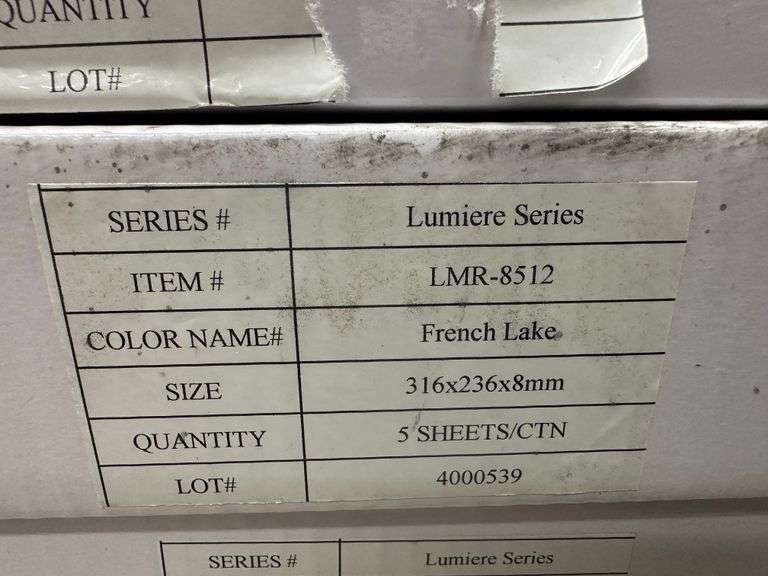 QUANTITY
LOT#
SERIES # Lumiere Series
ITEM # LMR-8512
COLOR NAME# French Lake
SIZE 316x236x8mm
QUANTITY 5 SHEETS/CTN
LOT# 4000539
SERIES # Lumiere Series